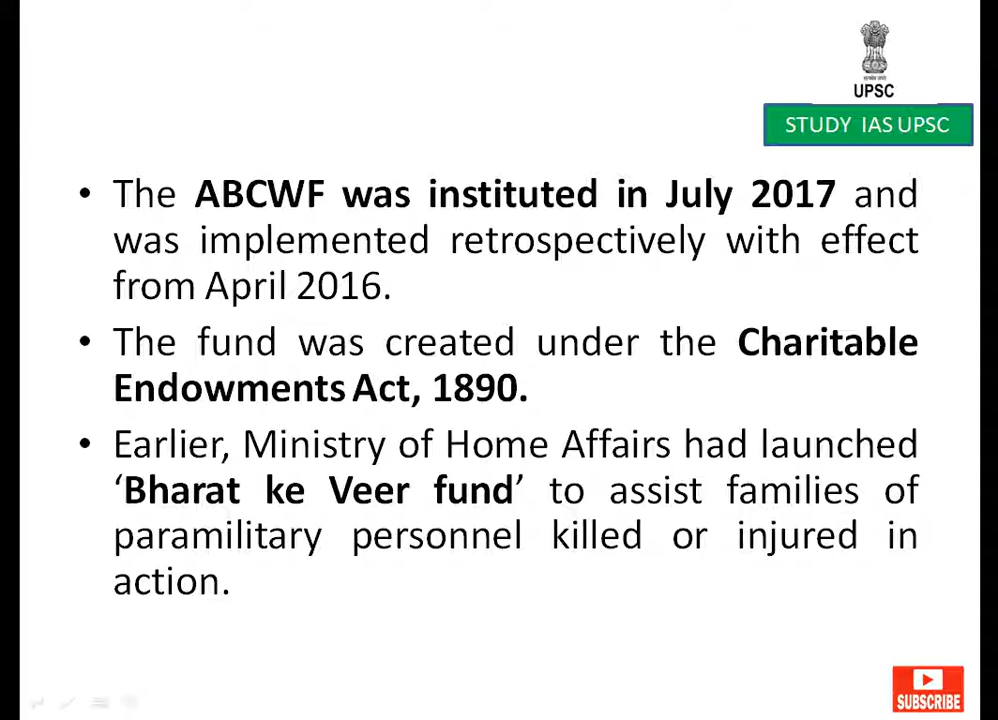 UPSC
STUDY IAS UPSC
• The ABCWF was instituted in July 2017 and
was implemented retrospectively with effect
from April 2016.
• The fund was created under the Charitable
Endowments Act, 1890.
• Earlier, Ministry of Home Affairs had launched
‘Bharat ke Veer fund’ to assist families of
paramilitary personnel killed or injured in
action.
SUBSCRIBE